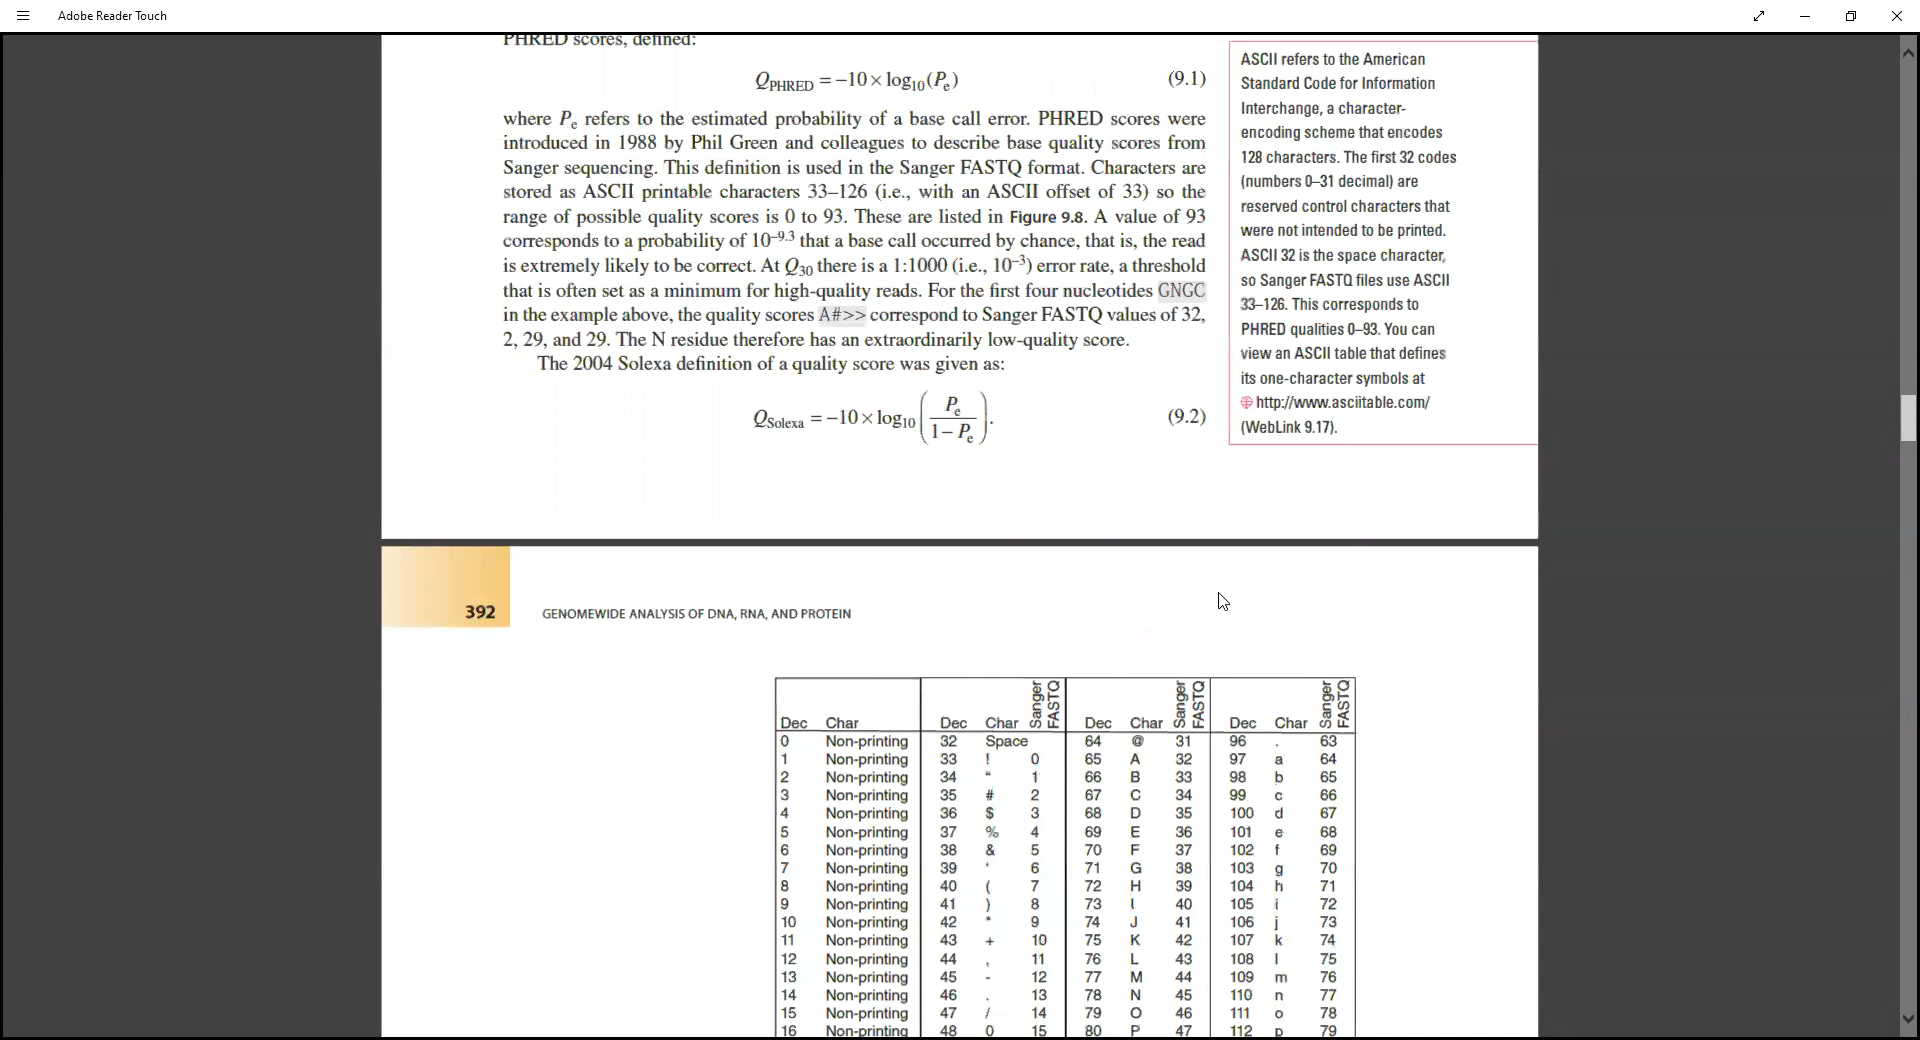 Adobe Reader Touch
PHRED scores, defined:
Q_PHRED = −10 × log₁₀(Pₑ) (9.1)
where Pₑ refers to the estimated probability of a base call error. PHRED scores were
introduced in 1988 by Phil Green and colleagues to describe base quality scores from
Sanger sequencing. This definition is used in the Sanger FASTQ format. Characters are
stored as ASCII printable characters 33–126 (i.e., with an ASCII offset of 33) so the
range of possible quality scores is 0 to 93. These are listed in Figure 9.8. A value of 93
corresponds to a probability of 10⁻⁹·³ that a base call occurred by chance, that is, the read
is extremely likely to be correct. At Q₃₀ there is a 1:1000 (i.e., 10⁻³) error rate, a threshold
that is often set as a minimum for high-quality reads. For the first four nucleotides GNGC
in the example above, the quality scores A#>> correspond to Sanger FASTQ values of 32,
2, 29, and 29. The N residue therefore has an extraordinarily low-quality score.
The 2004 Solexa definition of a quality score was given as:
Q_Solexa = −10 × log₁₀ (Pₑ / (1 − Pₑ)). (9.2)
ASCII refers to the American
Standard Code for Information
Interchange, a character-
encoding scheme that encodes
128 characters. The first 32 codes
(numbers 0–31 decimal) are
reserved control characters that
were not intended to be printed.
ASCII 32 is the space character,
so Sanger FASTQ files use ASCII
33–126. This corresponds to
PHRED qualities 0–93. You can
view an ASCII table that defines
its one-character symbols at
http://www.asciitable.com/
(WebLink 9.17).
392 GENOMEWIDE ANALYSIS OF DNA, RNA, AND PROTEIN
Dec Char Dec Char Sanger FASTQ Dec Char Sanger FASTQ Dec Char Sanger FASTQ
0 Non-printing 32 Space 64 @ 31 96 . 63
1 Non-printing 33 ! 0 65 A 32 97 a 64
2 Non-printing 34 “ 1 66 B 33 98 b 65
3 Non-printing 35 # 2 67 C 34 99 c 66
4 Non-printing 36 $ 3 68 D 35 100 d 67
5 Non-printing 37 % 4 69 E 36 101 e 68
6 Non-printing 38 & 5 70 F 37 102 f 69
7 Non-printing 39 ‘ 6 71 G 38 103 g 70
8 Non-printing 40 ( 7 72 H 39 104 h 71
9 Non-printing 41 ) 8 73 I 40 105 i 72
10 Non-printing 42 * 9 74 J 41 106 j 73
11 Non-printing 43 + 10 75 K 42 107 k 74
12 Non-printing 44 , 11 76 L 43 108 l 75
13 Non-printing 45 - 12 77 M 44 109 m 76
14 Non-printing 46 . 13 78 N 45 110 n 77
15 Non-printing 47 / 14 79 O 46 111 o 78
16 Non-printing 48 0 15 80 P 47 112 p 79